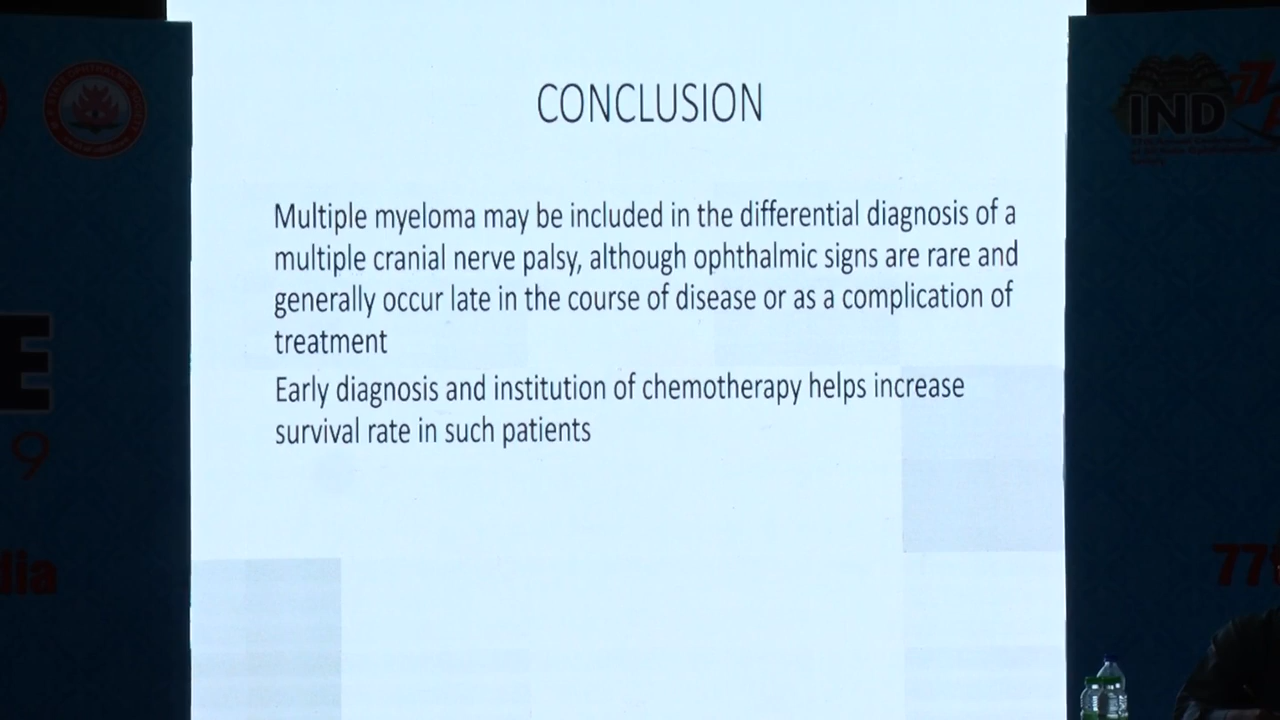 CONCLUSION
Multiple myeloma may be included in the differential diagnosis of a
multiple cranial nerve palsy, although ophthalmic signs are rare and
generally occur late in the course of disease or as a complication of
treatment
Early diagnosis and institution of chemotherapy helps increase
survival rate in such patients
IND
77
E
9
dia
77